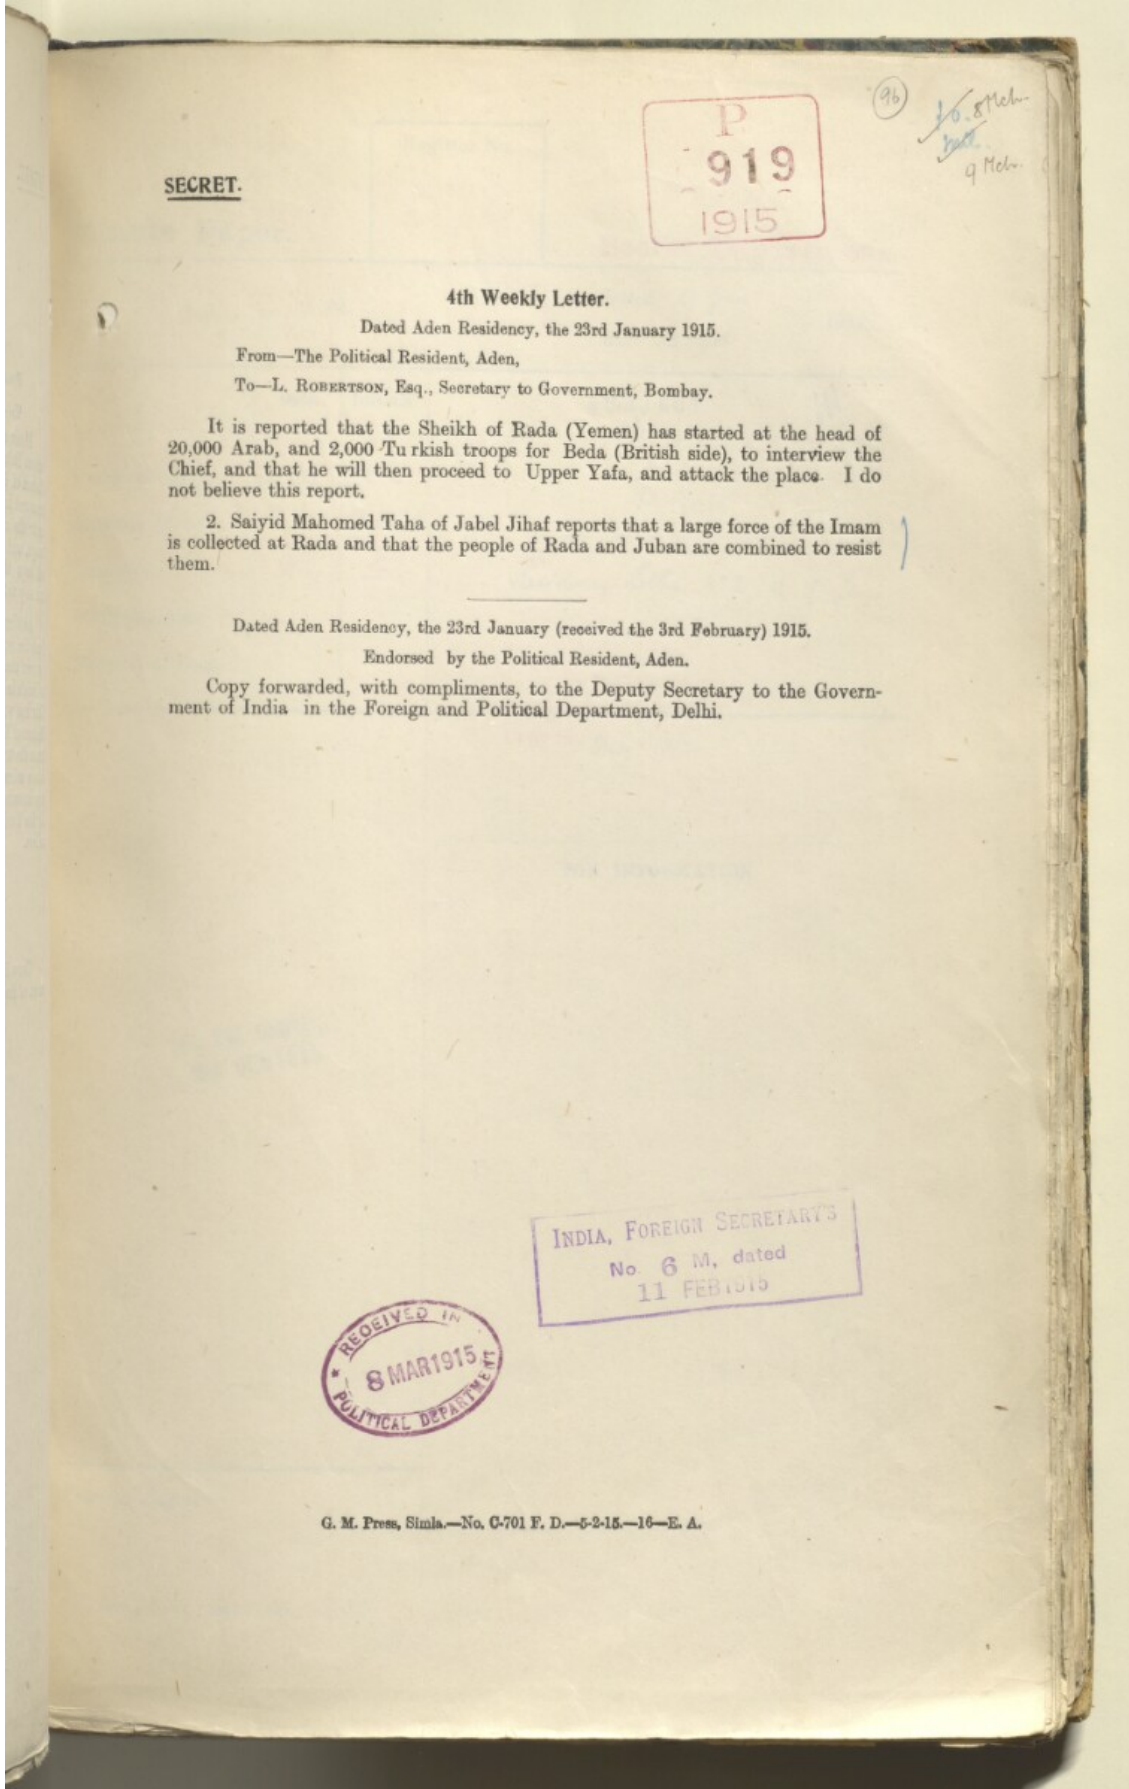 96
8 Mch.
9 Mch.
P
919
1915
SECRET.
4th Weekly Letter.
Dated Aden Residency, the 23rd January 1915.
From—The Political Resident, Aden,
To—L. ROBERTSON, Esq., Secretary to Government, Bombay.
It is reported that the Sheikh of Rada (Yemen) has started at the head of
20,000 Arab, and 2,000 Turkish troops for Beda (British side), to interview the
Chief, and that he will then proceed to Upper Yafa, and attack the place. I do
not believe this report.
2. Saiyid Mahomed Taha of Jabel Jihaf reports that a large force of the Imam
is collected at Rada and that the people of Rada and Juban are combined to resist
them.
Dated Aden Residency, the 23rd January (received the 3rd February) 1915.
Endorsed by the Political Resident, Aden.
Copy forwarded, with compliments, to the Deputy Secretary to the Govern-
ment of India in the Foreign and Political Department, Delhi.
INDIA, FOREIGN SECRETARY'S
No. 6 M, dated
11 FEB 1915
RECEIVED IN
8 MAR 1915
POLITICAL DEPARTMENT
G. M. Press, Simla.—No. C-701 F. D.—5-2-15.—16—E. A.